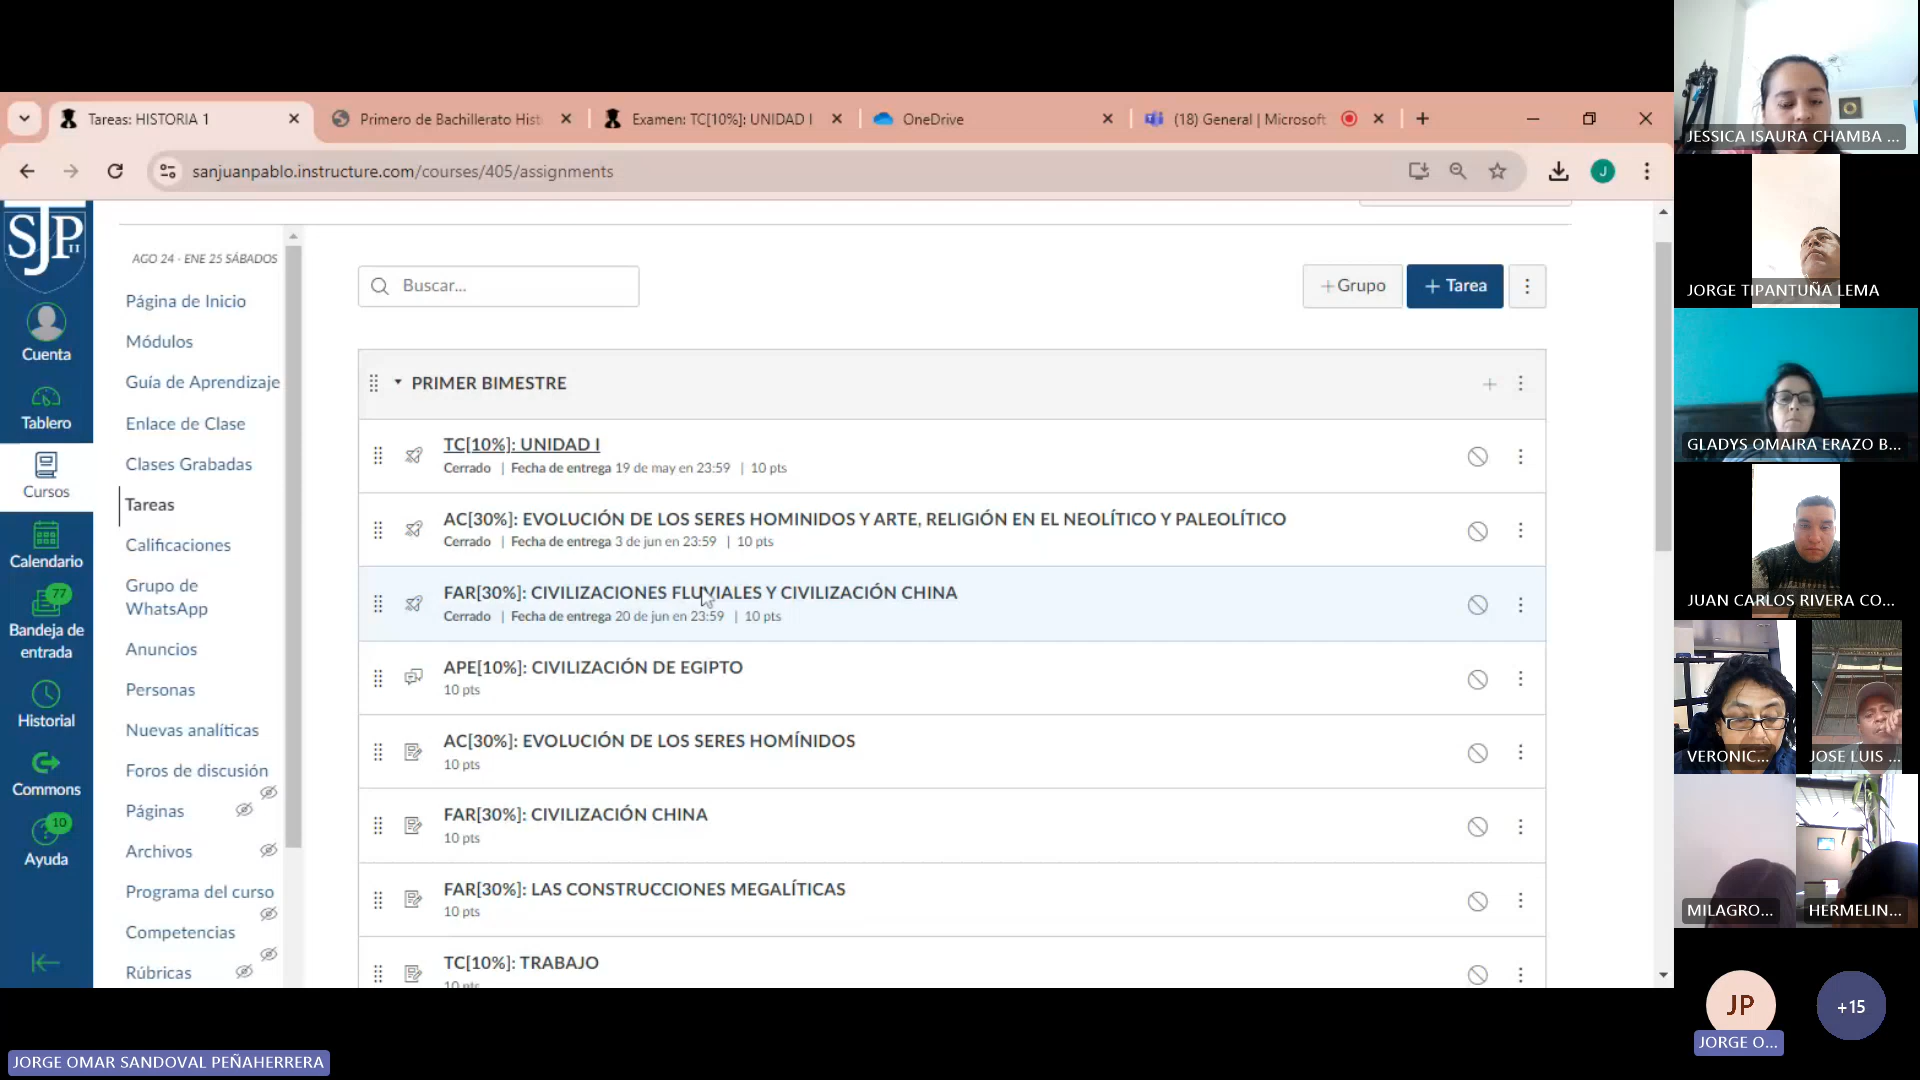 Tareas: HISTORIA 1
Primero de Bachillerato Hist
Examen: TC[10%]: UNIDAD I
OneDrive
(18) General | Microsoft
sanjuanpablo.instructure.com/courses/405/assignments
J
SJP II
Cuenta
Tablero
Cursos
Calendario
77
Bandeja de
entrada
Historial
Commons
10
Ayuda
AGO 24 - ENE 25 SÁBADOS
Página de Inicio
Módulos
Guía de Aprendizaje
Enlace de Clase
Clases Grabadas
Tareas
Calificaciones
Grupo de
WhatsApp
Anuncios
Personas
Nuevas analíticas
Foros de discusión
Páginas
Archivos
Programa del curso
Competencias
Rúbricas
Buscar...
+ Grupo
+ Tarea
PRIMER BIMESTRE
TC[10%]: UNIDAD I
Cerrado | Fecha de entrega 19 de may en 23:59 | 10 pts
AC[30%]: EVOLUCIÓN DE LOS SERES HOMINIDOS Y ARTE, RELIGIÓN EN EL NEOLÍTICO Y PALEOLÍTICO
Cerrado | Fecha de entrega 3 de jun en 23:59 | 10 pts
FAR[30%]: CIVILIZACIONES FLUVIALES Y CIVILIZACIÓN CHINA
Cerrado | Fecha de entrega 20 de jun en 23:59 | 10 pts
APE[10%]: CIVILIZACIÓN DE EGIPTO
10 pts
AC[30%]: EVOLUCIÓN DE LOS SERES HOMÍNIDOS
10 pts
FAR[30%]: CIVILIZACIÓN CHINA
10 pts
FAR[30%]: LAS CONSTRUCCIONES MEGALÍTICAS
10 pts
TC[10%]: TRABAJO
10 pts
JESSICA ISAURA CHAMBA ...
JORGE TIPANTUÑA LEMA
GLADYS OMAIRA ERAZO B...
JUAN CARLOS RIVERA CO...
VERONIC...
JOSE LUIS ...
MILAGRO...
HERMELIN...
JP
JORGE O...
+15
JORGE OMAR SANDOVAL PEÑAHERRERA